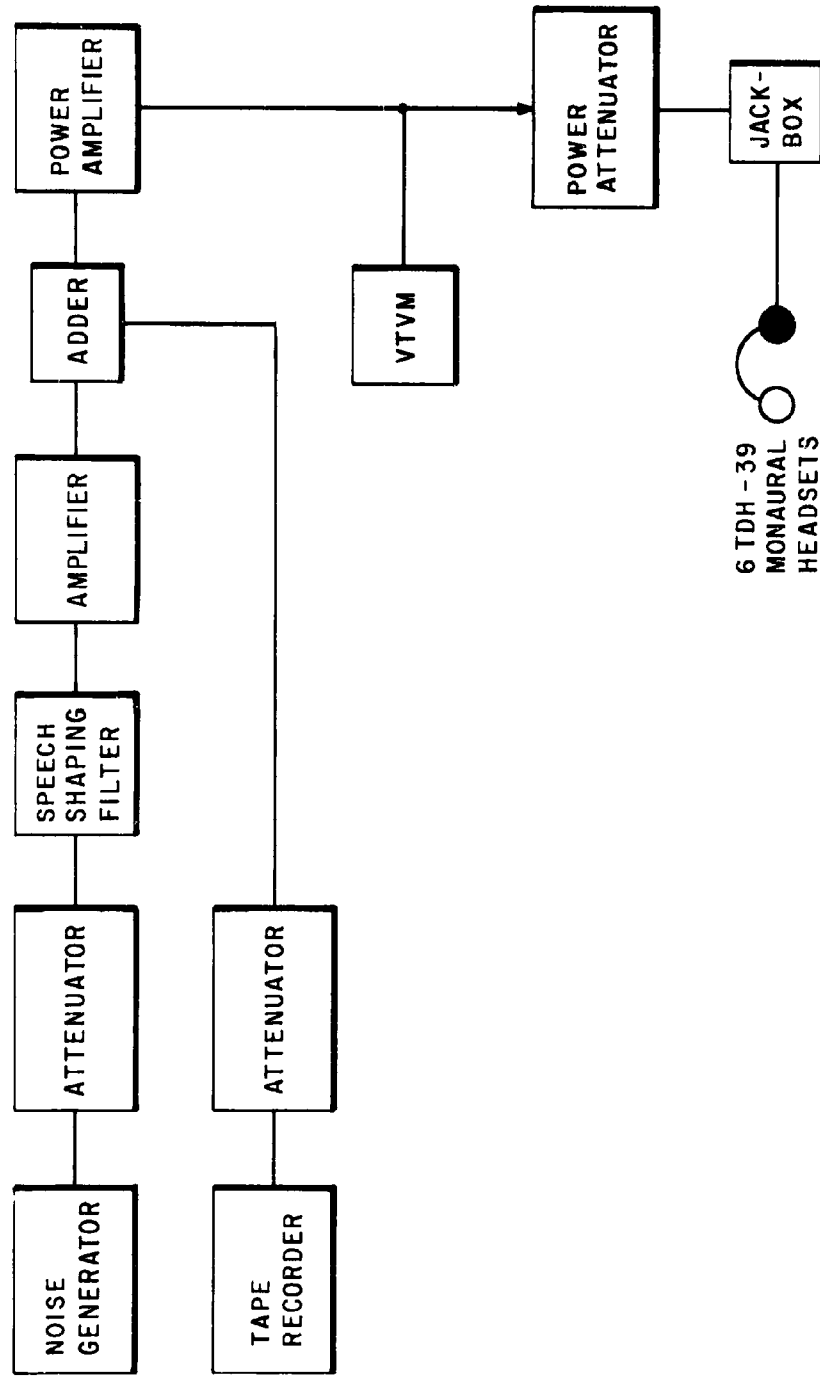 NOISE
GENERATOR
ATTENUATOR
SPEECH
SHAPING
FILTER
AMPLIFIER
ADDER
POWER
AMPLIFIER
TAPE
RECORDER
ATTENUATOR
VTVM
POWER
ATTENUATOR
JACK-
BOX
6 TDH-39
MONAURAL
HEADSETS